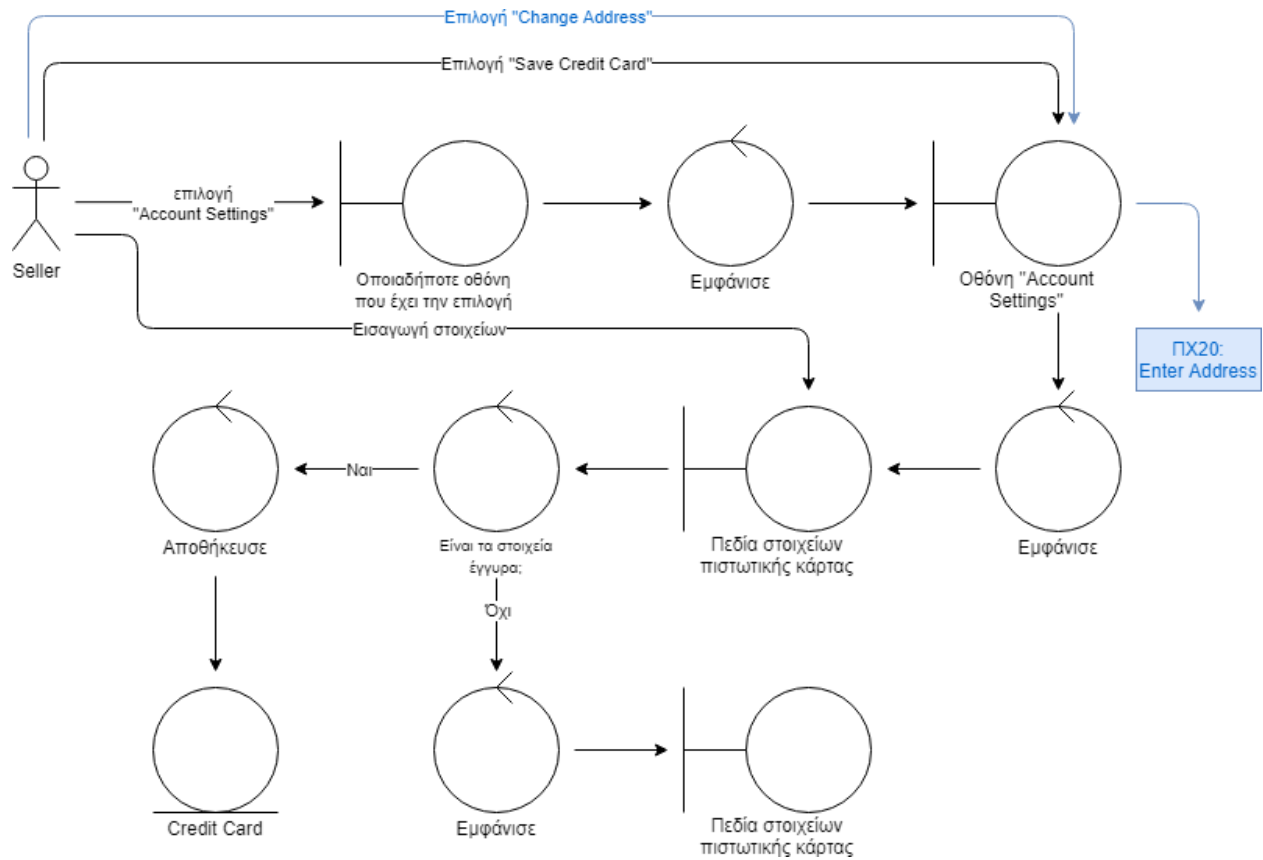 Επιλογή "Change Address"
Επιλογή "Save Credit Card"
επιλογή
"Account Settings"
Seller
Οποιαδήποτε οθόνη
που έχει την επιλογή
Εμφάνισε
Οθόνη "Account
Settings"
Εισαγωγή στοιχείων
ΠΧ20:
Enter Address
Ναι
Αποθήκευσε
Είναι τα στοιχεία
έγγυρα;
Πεδία στοιχείων
πιστωτικής κάρτας
Εμφάνισε
Όχι
Credit Card
Εμφάνισε
Πεδία στοιχείων
πιστωτικής κάρτας